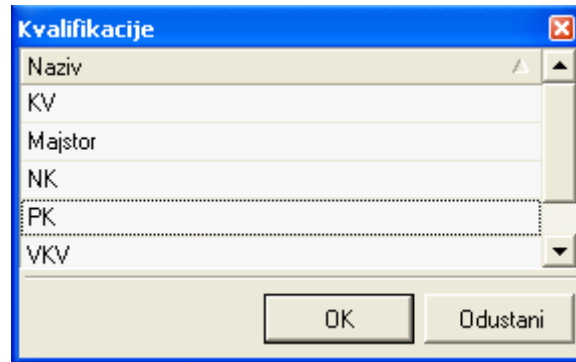 Kvalifikacije
Naziv
KV
Majstor
NK
PK
VKV
OK
Odustani